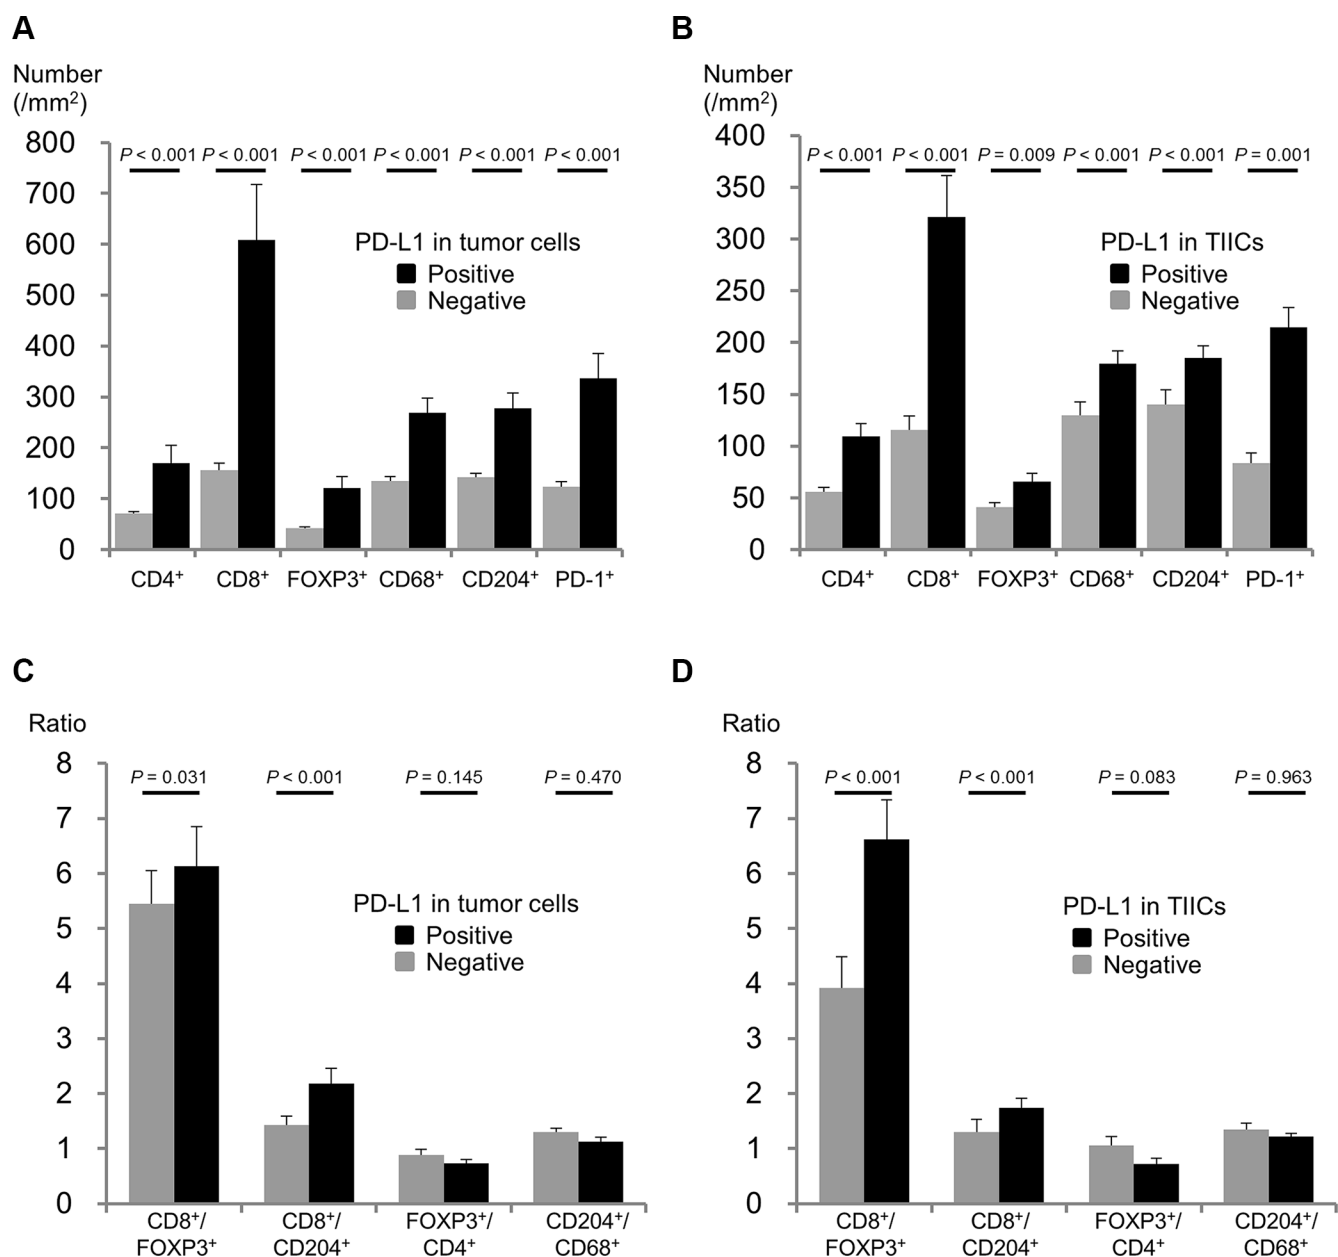 A
Number
(/mm²)
800
700
600
500
400
300
200
100
0
P < 0.001 P < 0.001 P < 0.001 P < 0.001 P < 0.001 P < 0.001
PD-L1 in tumor cells
Positive
Negative
CD4⁺ CD8⁺ FOXP3⁺ CD68⁺ CD204⁺ PD-1⁺
B
Number
(/mm²)
400
350
300
250
200
150
100
50
0
P < 0.001 P < 0.001 P = 0.009 P < 0.001 P < 0.001 P = 0.001
PD-L1 in TIICs
Positive
Negative
CD4⁺ CD8⁺ FOXP3⁺ CD68⁺ CD204⁺ PD-1⁺
C
Ratio
8
7
6
5
4
3
2
1
0
P = 0.031 P < 0.001 P = 0.145 P = 0.470
PD-L1 in tumor cells
Positive
Negative
CD8⁺/ CD8⁺/ FOXP3⁺/ CD204⁺/
FOXP3⁺ CD204⁺ CD4⁺ CD68⁺
D
Ratio
8
7
6
5
4
3
2
1
0
P < 0.001 P < 0.001 P = 0.083 P = 0.963
PD-L1 in TIICs
Positive
Negative
CD8⁺/ CD8⁺/ FOXP3⁺/ CD204⁺/
FOXP3⁺ CD204⁺ CD4⁺ CD68⁺